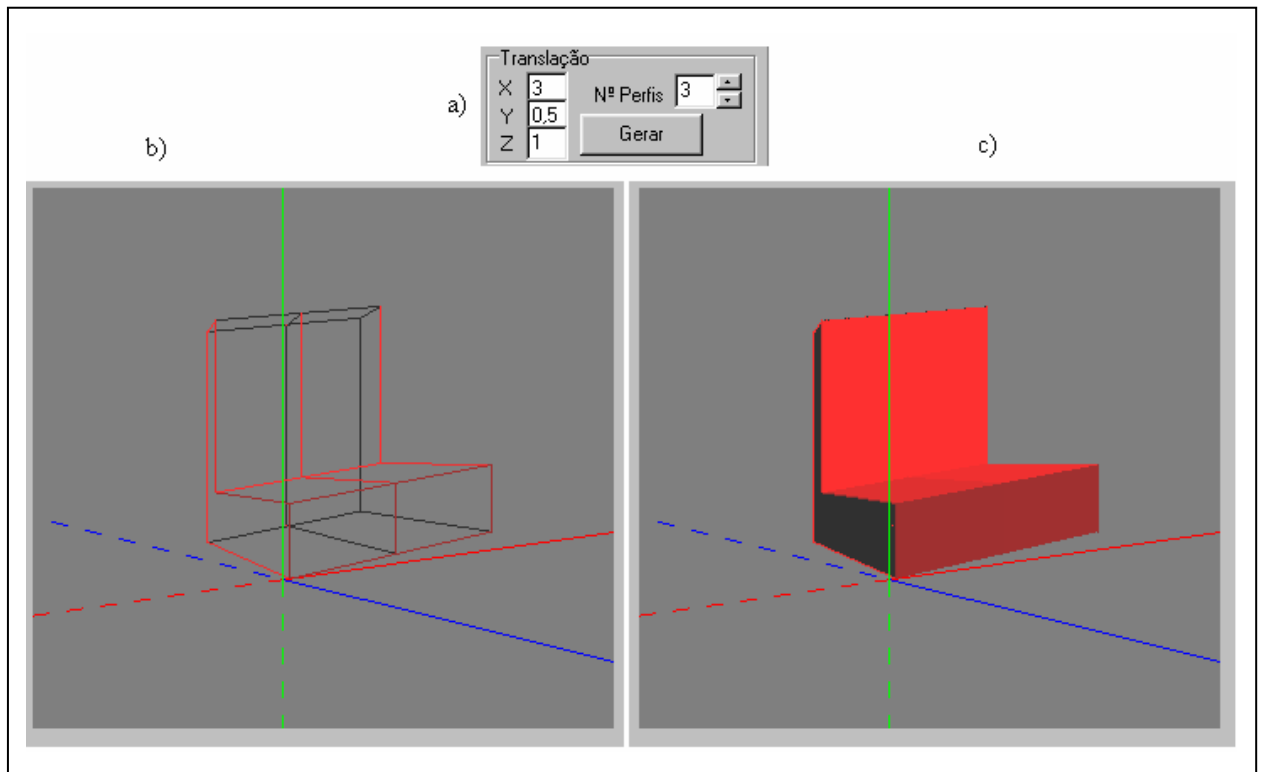 Translação
a)
X 3
Nº Perfis 3
Y 0,5
Z 1
Gerar
b)
c)